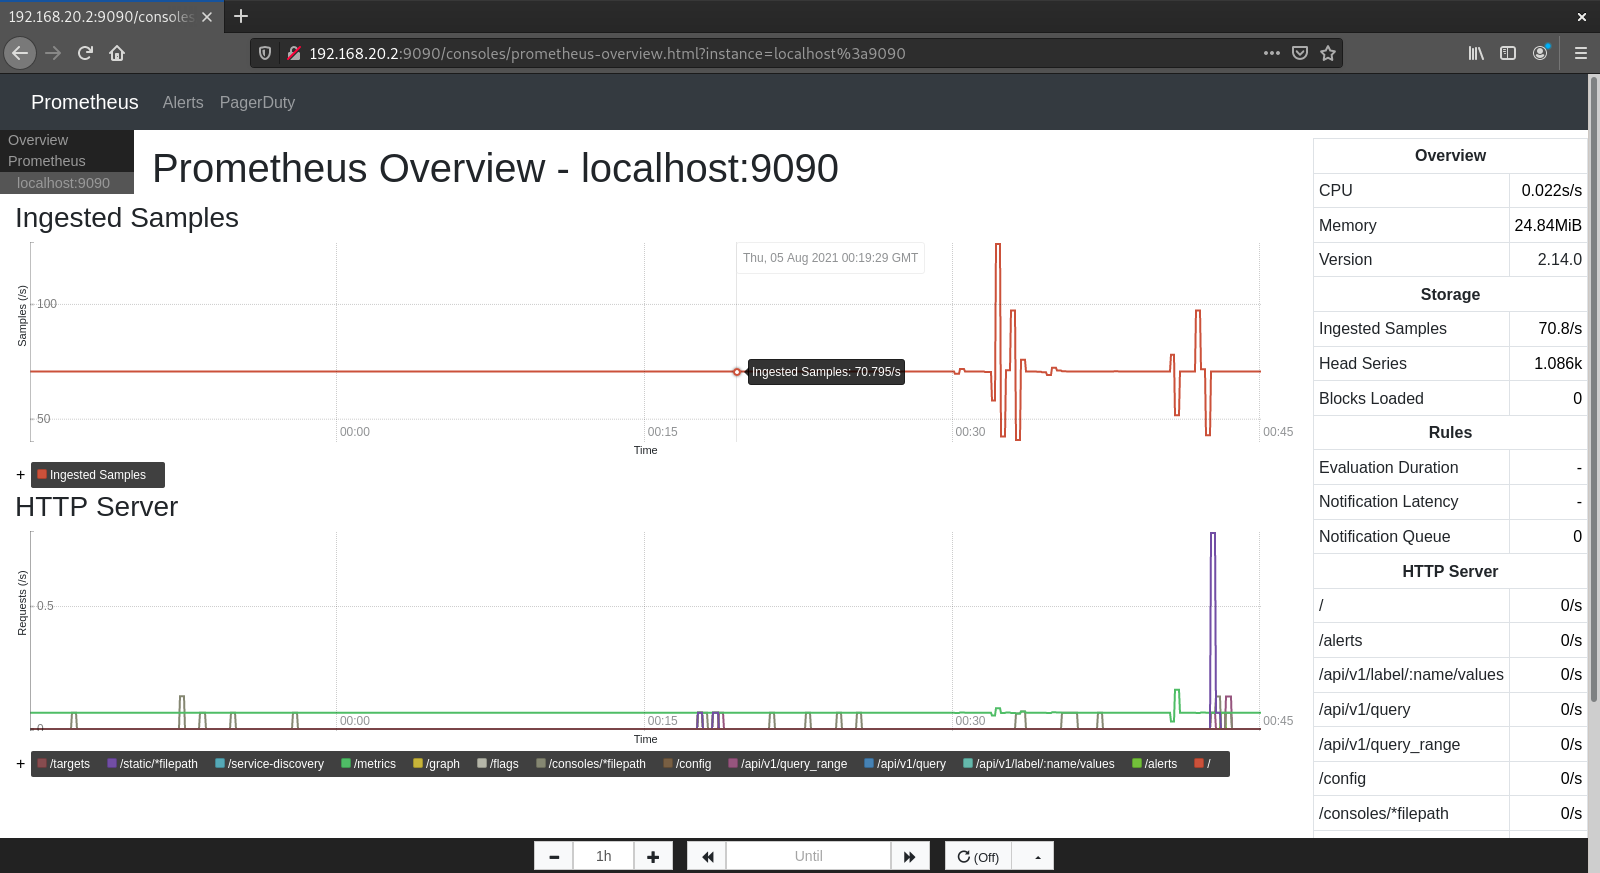 192.168.20.2:9090/consoles
192.168.20.2:9090/consoles/prometheus-overview.html?instance=localhost%3a9090
Prometheus Alerts PagerDuty
Overview
Prometheus
localhost:9090
Prometheus Overview - localhost:9090
Ingested Samples
Thu, 05 Aug 2021 00:19:29 GMT
Samples (/s)
100
Ingested Samples: 70.795/s
50
00:00 00:15 00:30 00:45
Time
+ Ingested Samples
HTTP Server
Requests (/s)
0.5
0
00:00 00:15 00:30 00:45
Time
+ /targets /static/*filepath /service-discovery /metrics /graph /flags /consoles/*filepath /config /api/v1/query_range /api/v1/query /api/v1/label/:name/values /alerts /
Overview
CPU 0.022s/s
Memory 24.84MiB
Version 2.14.0
Storage
Ingested Samples 70.8/s
Head Series 1.086k
Blocks Loaded 0
Rules
Evaluation Duration -
Notification Latency -
Notification Queue 0
HTTP Server
/ 0/s
/alerts 0/s
/api/v1/label/:name/values 0/s
/api/v1/query 0/s
/api/v1/query_range 0/s
/config 0/s
/consoles/*filepath 0/s
1h Until (Off)